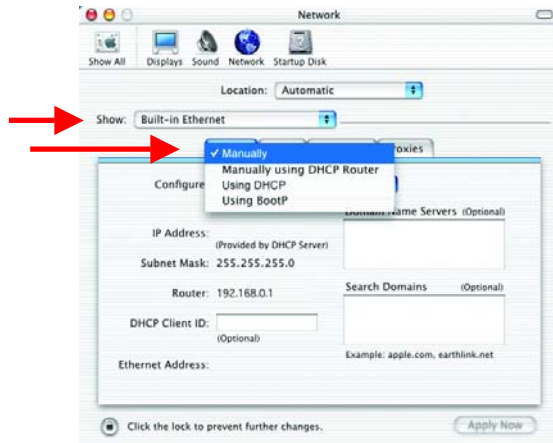 Network
Show All Displays Sound Network Startup Disk
Location: Automatic
Show: Built-in Ethernet
✓ Manually
Manually using DHCP Router
Using DHCP
Using BootP
Configure
Domain Name Servers (Optional)
IP Address:
(Provided by DHCP Server)
Subnet Mask: 255.255.255.0
Router: 192.168.0.1
Search Domains (Optional)
DHCP Client ID:
(Optional)
Example: apple.com, earthlink.net
Ethernet Address:
Click the lock to prevent further changes.
Apply Now